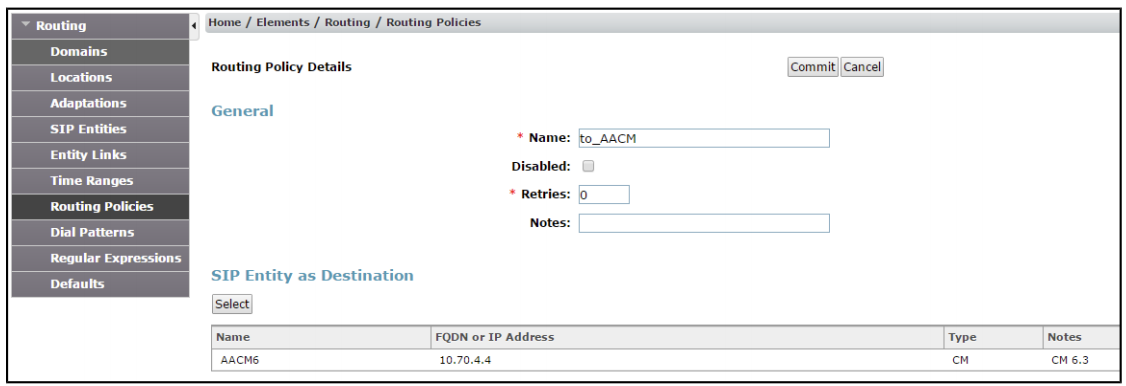 Routing
Home / Elements / Routing / Routing Policies
Domains
Locations
Adaptations
SIP Entities
Entity Links
Time Ranges
Routing Policies
Dial Patterns
Regular Expressions
Defaults
Routing Policy Details
Commit Cancel
General
* Name: to_AACM
Disabled:
* Retries: 0
Notes:
SIP Entity as Destination
Select
Name FQDN or IP Address Type Notes
AACM6 10.70.4.4 CM CM 6.3